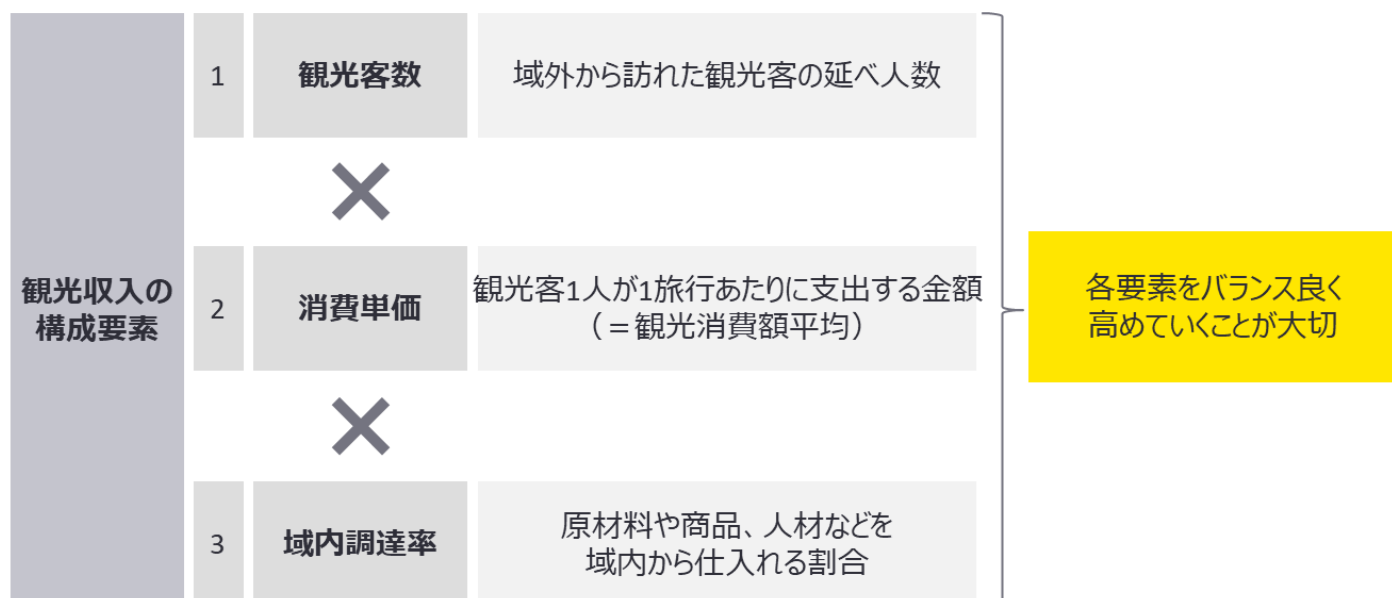 観光収入の
構成要素
1
観光客数
域外から訪れた観光客の延べ人数
×
2
消費単価
観光客1人が1旅行あたりに支出する金額
(=観光消費額平均)
×
3
域内調達率
原材料や商品、人材などを
域内から仕入れる割合
各要素をバランス良く
高めていくことが大切